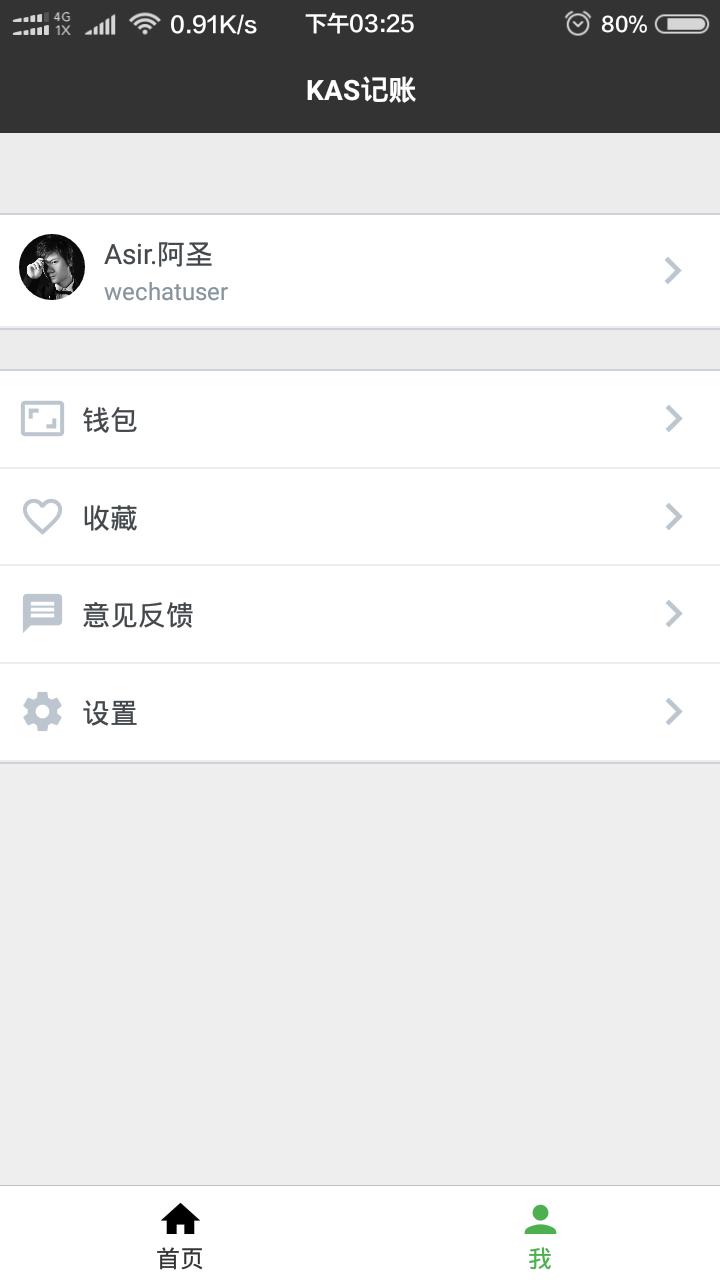 4G
1X
0.91K/s 下午03:25 80%
KAS记账
Asir.阿圣
wechatuser
钱包
收藏
意见反馈
设置
首页 我